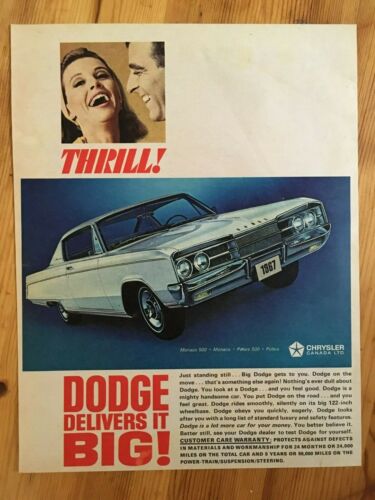 THRILL!
1967
Monaco 500 • Monaco • Polara 500 • Polara
CHRYSLER
CANADA LTD.
DODGE
DELIVERS IT
BIG!
Just standing still... Big Dodge gets to you. Dodge on the
move... that's something else again! Nothing's ever dull about
Dodge. You look at a Dodge... and you feel good. Dodge is a
mighty handsome car. You put Dodge on the road... and you
feel great. Dodge rides smoothly, silently on its big 122-inch
wheelbase. Dodge obeys you quickly, eagerly. Dodge looks
after you with a long list of standard luxury and safety features.
Dodge is a lot more car for your money. You better believe it.
Better still, see your Dodge dealer to test Dodge for yourself.
CUSTOMER CARE WARRANTY: PROTECTS AGAINST DEFECTS
IN MATERIALS AND WORKMANSHIP FOR 24 MONTHS OR 24,000
MILES ON THE TOTAL CAR AND 5 YEARS OR 50,000 MILES ON THE
POWER-TRAIN/SUSPENSION/STEERING.